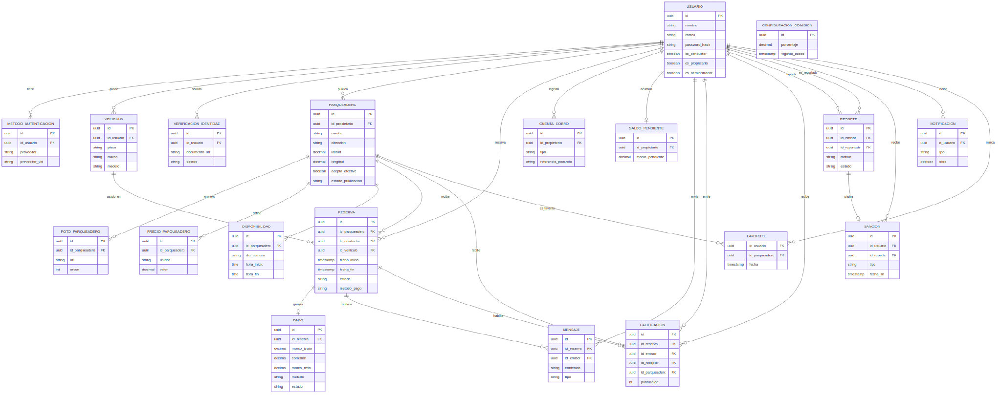 USUARIO
uuid id PK
string nombre
string correo
string password_hash
boolean es_conductor
boolean es_propietario
boolean es_administrador
CONFIGURACION_COMISION
uuid id PK
decimal porcentaje
timestamp vigente_desde
reporta
es_reportado
tiene
posee
solicita
publica
registra
acumula
recibe
PARQUEADERO
uuid id PK
uuid id_propietario FK
string nombre
string direccion
decimal latitud
decimal longitud
boolean acepta_efectivo
string estado_publicacion
METODO_AUTENTICACION
uuid id PK
uuid id_usuario FK
string proveedor
string proveedor_uid
VEHICULO
uuid id PK
uuid id_usuario FK
string placa
string marca
string modelo
VERIFICACION_IDENTIDAD
uuid id PK
uuid id_usuario FK
string documento_url
string estado
CUENTA_COBRO
uuid id PK
uuid id_propietario FK
string tipo
string referencia_pasarela
SALDO_PENDIENTE
uuid id PK
uuid id_propietario FK
decimal monto_pendiente
REPORTE
uuid id PK
uuid id_emisor FK
uuid id_reportado FK
string motivo
string estado
NOTIFICACION
uuid id PK
uuid id_usuario FK
string tipo
boolean leida
reserva
recibe
marca
usado_en
muestra
define
recibe
es_favorito
envia
emite
recibe
origina
FOTO_PARQUEADERO
uuid id PK
uuid id_parqueadero FK
string url
int orden
PRECIO_PARQUEADERO
uuid id PK
uuid id_parqueadero FK
string unidad
decimal valor
DISPONIBILIDAD
uuid id PK
uuid id_parqueadero FK
string dia_semana
time hora_inicio
time hora_fin
RESERVA
uuid id PK
uuid id_parqueadero FK
uuid id_conductor FK
uuid id_vehiculo FK
timestamp fecha_inicio
timestamp fecha_fin
string estado
string metodo_pago
recibe
FAVORITO
uuid id_usuario FK
uuid id_parqueadero FK
timestamp fecha
SANCION
uuid id PK
uuid id_usuario FK
uuid id_reporte FK
string tipo
timestamp fecha_fin
genera
contiene
habilita
PAGO
uuid id PK
uuid id_reserva FK
decimal monto_bruto
decimal comision
decimal monto_neto
string metodo
string estado
MENSAJE
uuid id PK
uuid id_reserva FK
uuid id_emisor FK
string contenido
string tipo
CALIFICACION
uuid id PK
uuid id_reserva FK
uuid id_emisor FK
uuid id_receptor FK
uuid id_parqueadero FK
int puntuacion